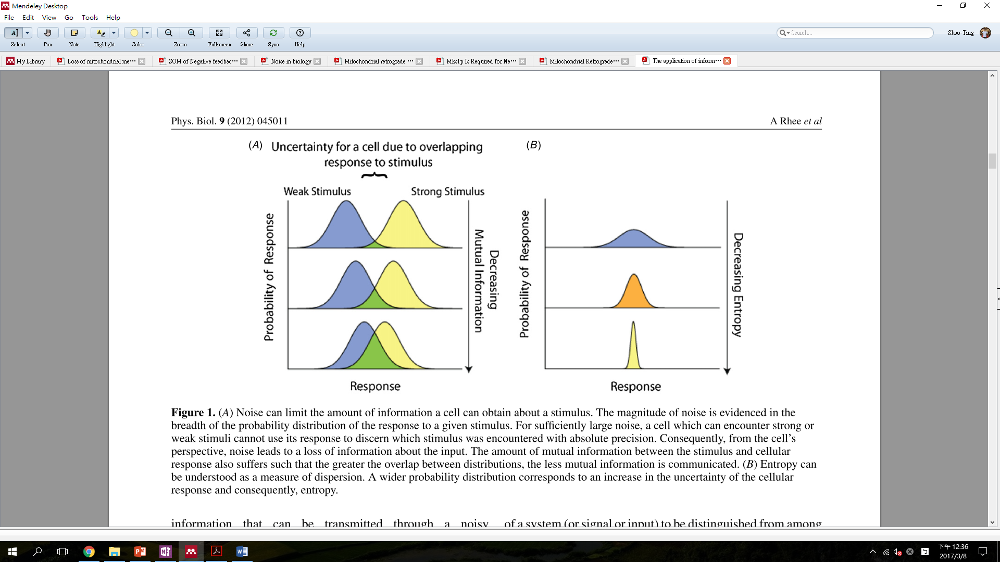 Mendeley Desktop
File Edit View Go Tools Help
Search...
Shao-Ting
Select Pan Note Highlight Color Zoom Fullscreen Share Sync Help
My Library
Loss of mitochondrial me···
SOM of Negative feedbac···
Noise in biology
Mitochondrial retrograde ···
Mks1p Is Required for Ne···
Mitochondrial Retrograde···
The application of inform···
Phys. Biol. 9 (2012) 045011
A Rhee et al
(A) Uncertainty for a cell due to overlapping
response to stimulus
Weak Stimulus
Strong Stimulus
Probability of Response
Decreasing
Mutual Information
Response
(B)
Probability of Response
Decreasing Entropy
Response
Figure 1. (A) Noise can limit the amount of information a cell can obtain about a stimulus. The magnitude of noise is evidenced in the
breadth of the probability distribution of the response to a given stimulus. For sufficiently large noise, a cell which can encounter strong or
weak stimuli cannot use its response to discern which stimulus was encountered with absolute precision. Consequently, from the cell's
perspective, noise leads to a loss of information about the input. The amount of mutual information between the stimulus and cellular
response also suffers such that the greater the overlap between distributions, the less mutual information is communicated. (B) Entropy can
be understood as a measure of dispersion. A wider probability distribution corresponds to an increase in the uncertainty of the cellular
response and consequently, entropy.
information that can be transmitted through a noisy
of a system (or signal or input) to be distinguished from among
下午 12:36
2017/3/8